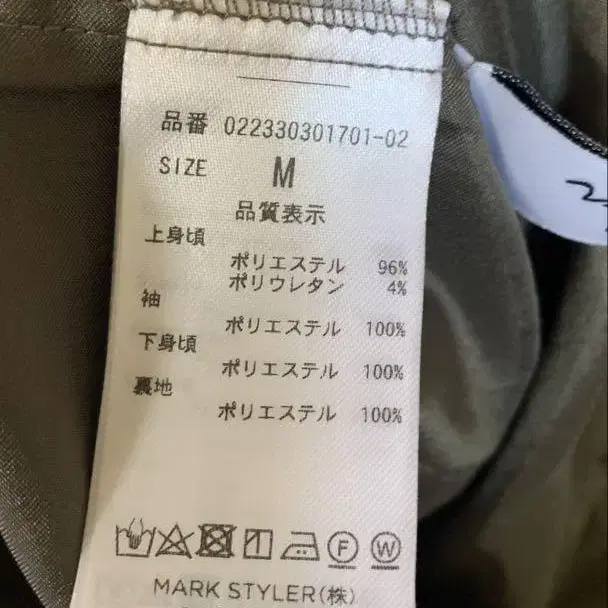 品番 022330301701-02
SIZE M
品質表示
上身頃
ポリエステル 96%
ポリウレタン 4%
袖
ポリエステル 100%
下身頃
ポリエステル 100%
裏地
ポリエステル 100%
F W
MARK STYLER(株)